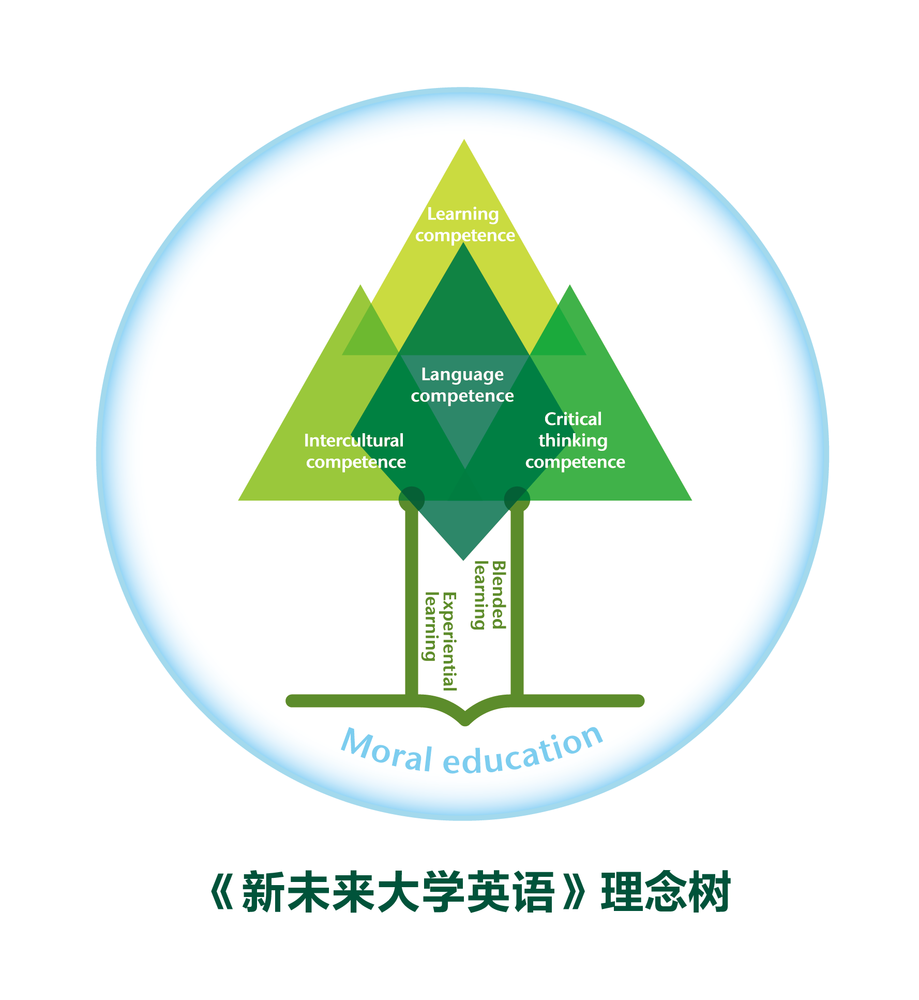 Learning
competence
Language
competence
Intercultural
competence
Critical
thinking
competence
Blended
learning
Experiential
learning
Moral education
《新未来大学英语》理念树